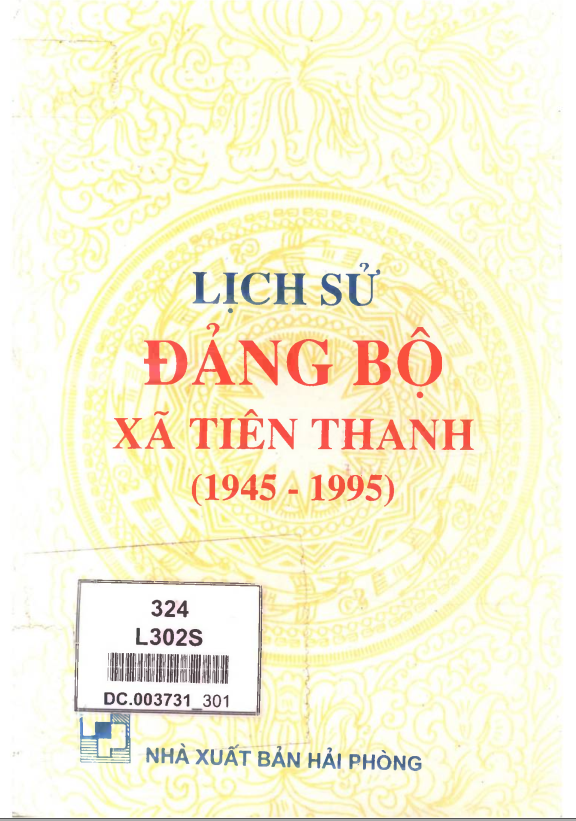 LỊCH SỬ
ĐẢNG BỘ
XÃ TIÊN THANH
(1945 - 1995)
324
L302S
DC.003731_301
NHÀ XUẤT BẢN HẢI PHÒNG